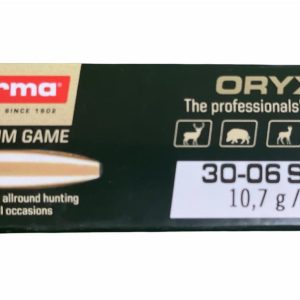 rma
SINCE 1902
UM GAME
allround hunting
l occasions
ORYX
The professionals'
30-06 S
10,7 g /